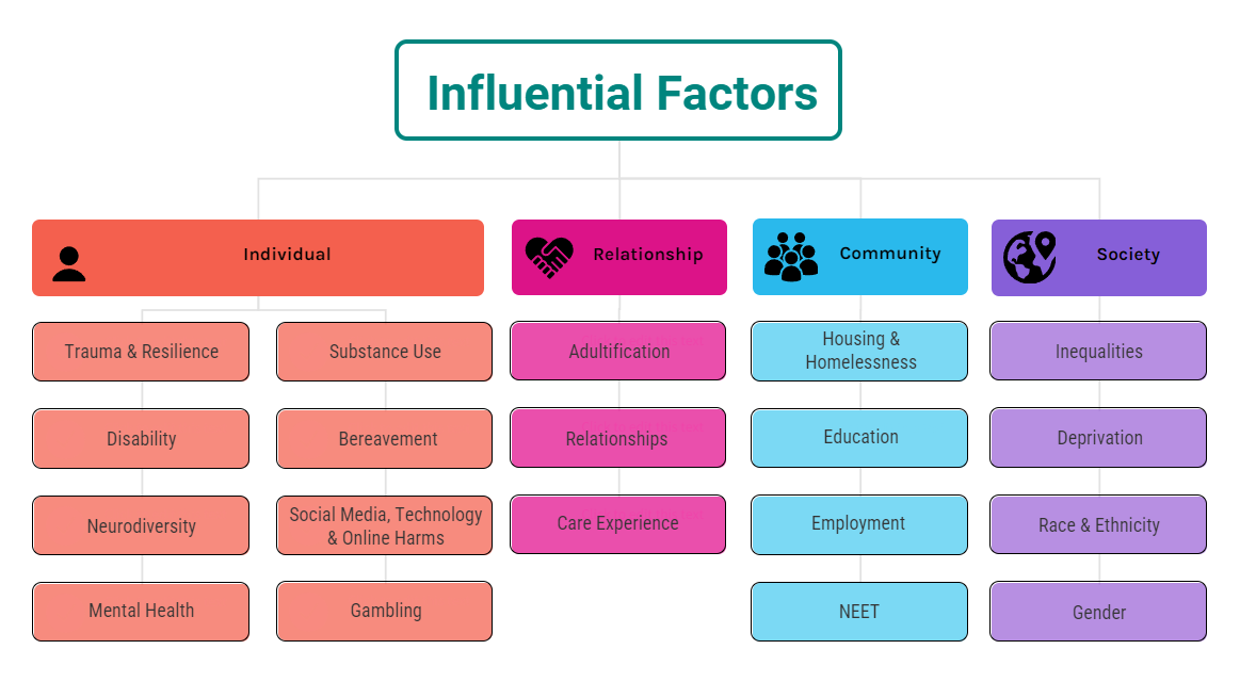 Influential Factors
Individual
Relationship
Community
Society
Trauma & Resilience
Substance Use
Adultification
Housing &
Homelessness
Inequalities
Disability
Bereavement
Relationships
Education
Deprivation
Neurodiversity
Social Media, Technology
& Online Harms
Care Experience
Employment
Race & Ethnicity
Mental Health
Gambling
NEET
Gender